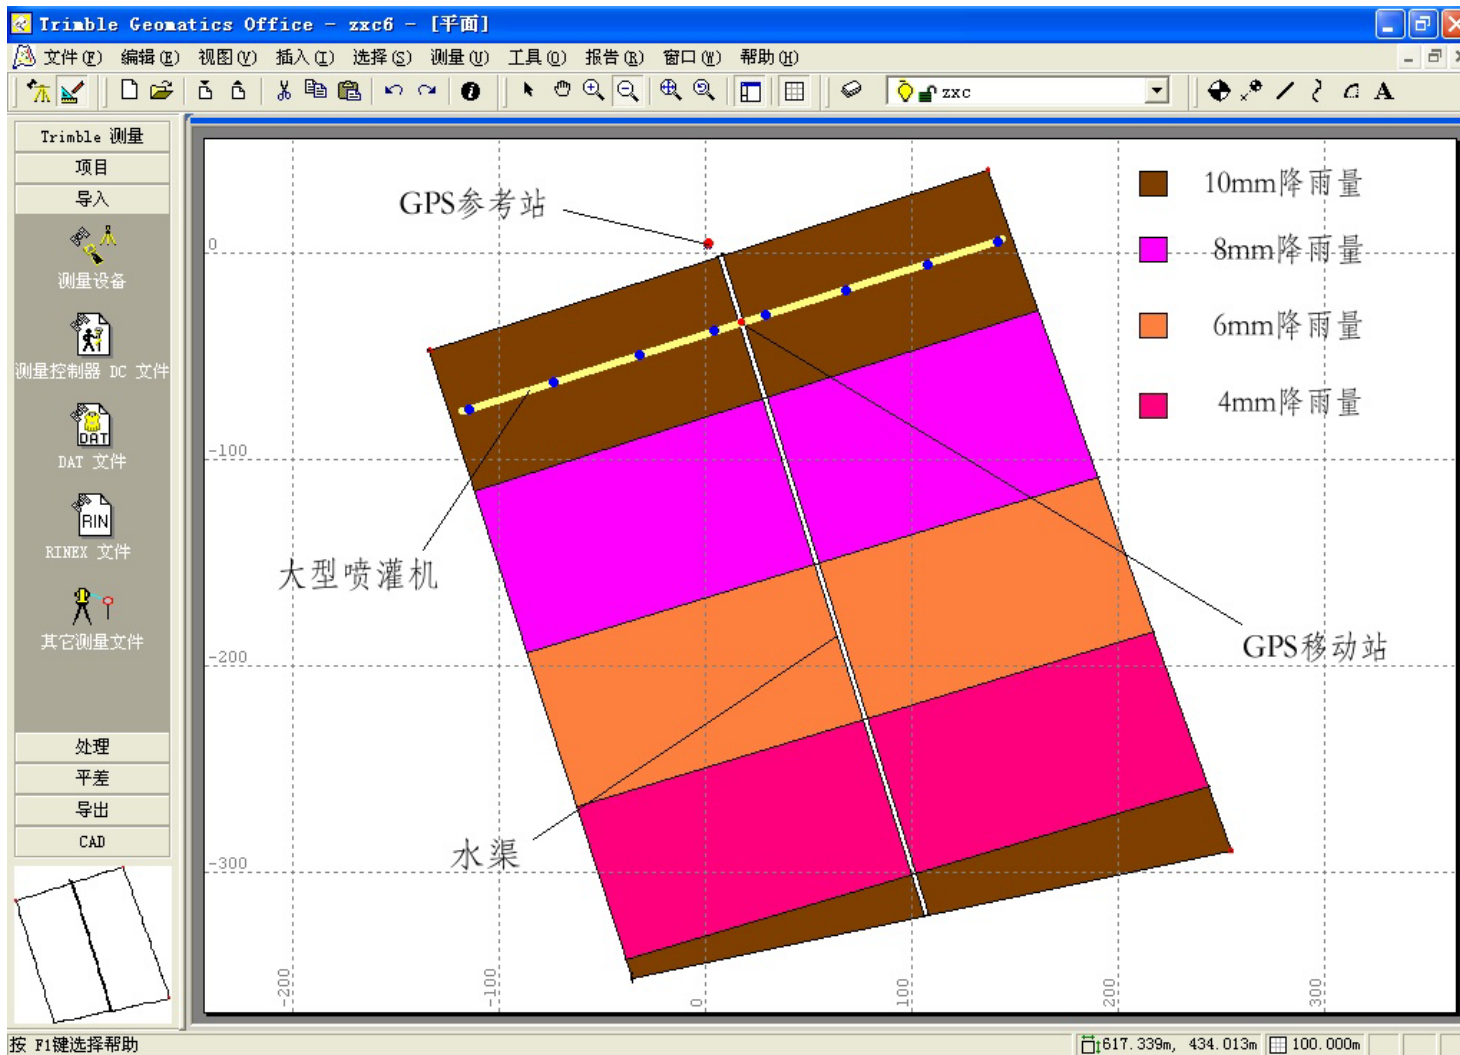 Trimble Geomatics Office - zxc6 - [平面]
文件(F) 编辑(E) 视图(V) 插入(I) 选择(S) 测量(U) 工具(O) 报告(R) 窗口(W) 帮助(H)
A
zxc
Trimble 测量
项目
导入
测量设备
测量控制器 DC 文件
DAT
DAT 文件
RIN
RINEX 文件
其它测量文件
处理
平差
导出
CAD
GPS参考站
10mm降雨量
8mm降雨量
6mm降雨量
4mm降雨量
大型喷灌机
GPS移动站
水渠
0
-100
-200
-300
-200
-100
0
100
200
300
按 F1键选择帮助
617.339m, 434.013m
100.000m